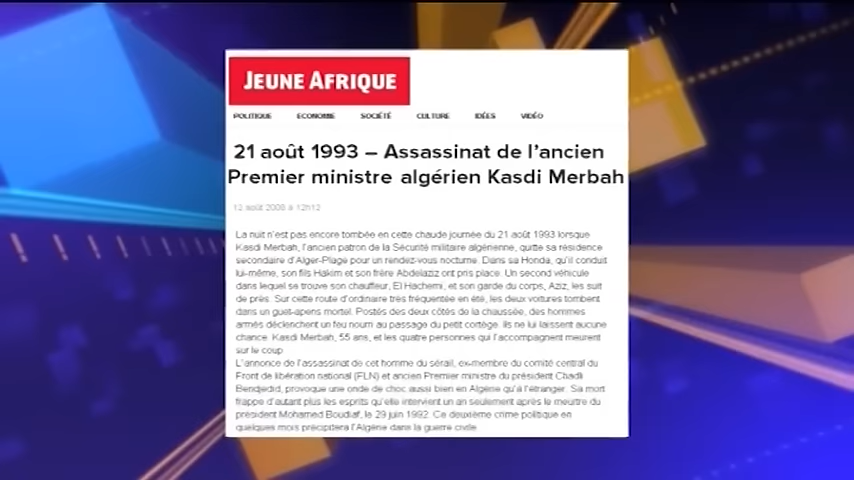 JEUNE AFRIQUE
POLITIQUE ECONOMIE SOCIÉTÉ CULTURE IDÉES VIDÉO
21 août 1993 – Assassinat de l'ancien
Premier ministre algérien Kasdi Merbah
12 août 2008 à 12h12
La nuit n'est pas encore tombée en cette chaude journée du 21 août 1993 lorsque
Kasdi Merbah, l'ancien patron de la Sécurité militaire algérienne, quitte sa résidence
secondaire d'Alger-Plage pour un rendez-vous nocturne. Dans sa Honda, qu'il conduit
lui-même, son fils Hakim et son frère Abdelaziz ont pris place. Un second véhicule
dans lequel se trouve son chauffeur, El Hachemi, et son garde du corps, Aziz, les suit
de près. Sur cette route d'ordinaire très fréquentée en été, les deux voitures tombent
dans un guet-apens mortel. Postés des deux côtés de la chaussée, des hommes
armés déclenchent un feu nourri au passage du petit cortège. Ils ne lui laissent aucune
chance. Kasdi Merbah, 55 ans, et les quatre personnes qui l'accompagnent meurent
sur le coup
L'annonce de l'assassinat de cet homme du sérail, ex-membre du comité central du
Front de libération national (FLN) et ancien Premier ministre du président Chadli
Bendjedid, provoque une onde de choc aussi bien en Algérie qu'à l'étranger. Sa mort
frappe d'autant plus les esprits qu'elle intervient un an seulement après le meurtre du
président Mohamed Boudiaf, le 29 juin 1992. Ce deuxième crime politique en
quelques mois précipitera l'Algérie dans la guerre civile